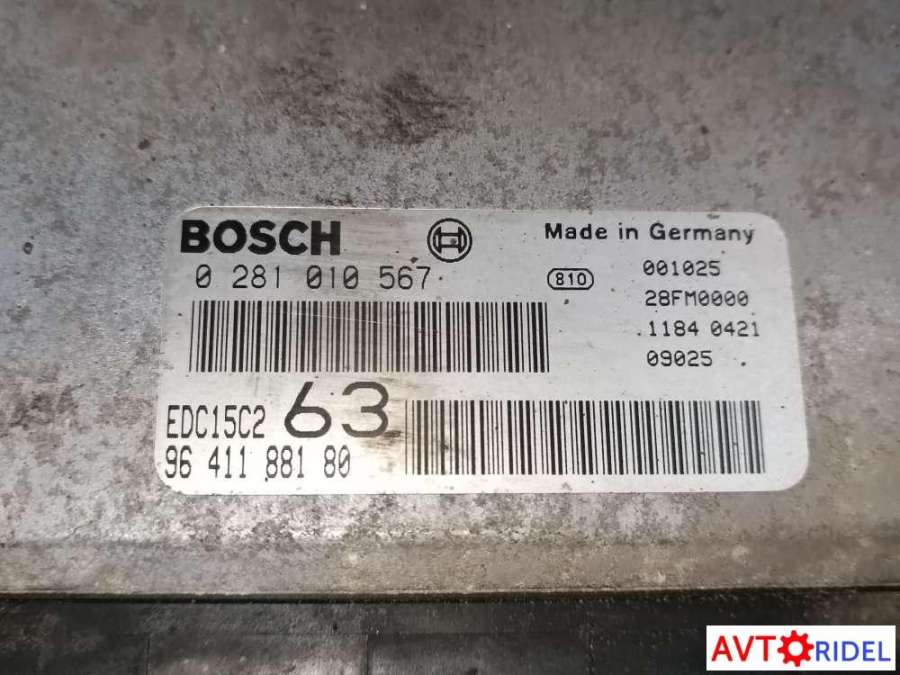 BOSCH
Made in Germany
0 281 010 567
810
001025
28FM0000
.1184 0421
09025 .
EDC15C2 63
96 411 881 80
AVTORIDEL